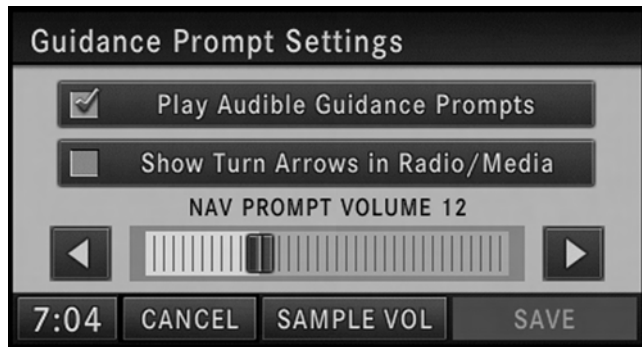 Guidance Prompt Settings
Play Audible Guidance Prompts
Show Turn Arrows in Radio/Media
NAV PROMPT VOLUME 12
7:04 CANCEL SAMPLE VOL SAVE